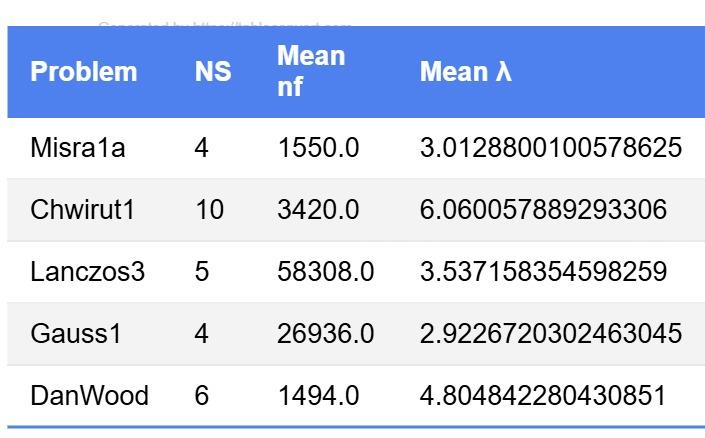 Problem NS Mean nf Mean λ
Misra1a 4 1550.0 3.0128800100578625
Chwirut1 10 3420.0 6.060057889293306
Lanczos3 5 58308.0 3.537158354598259
Gauss1 4 26936.0 2.9226720302463045
DanWood 6 1494.0 4.804842280430851